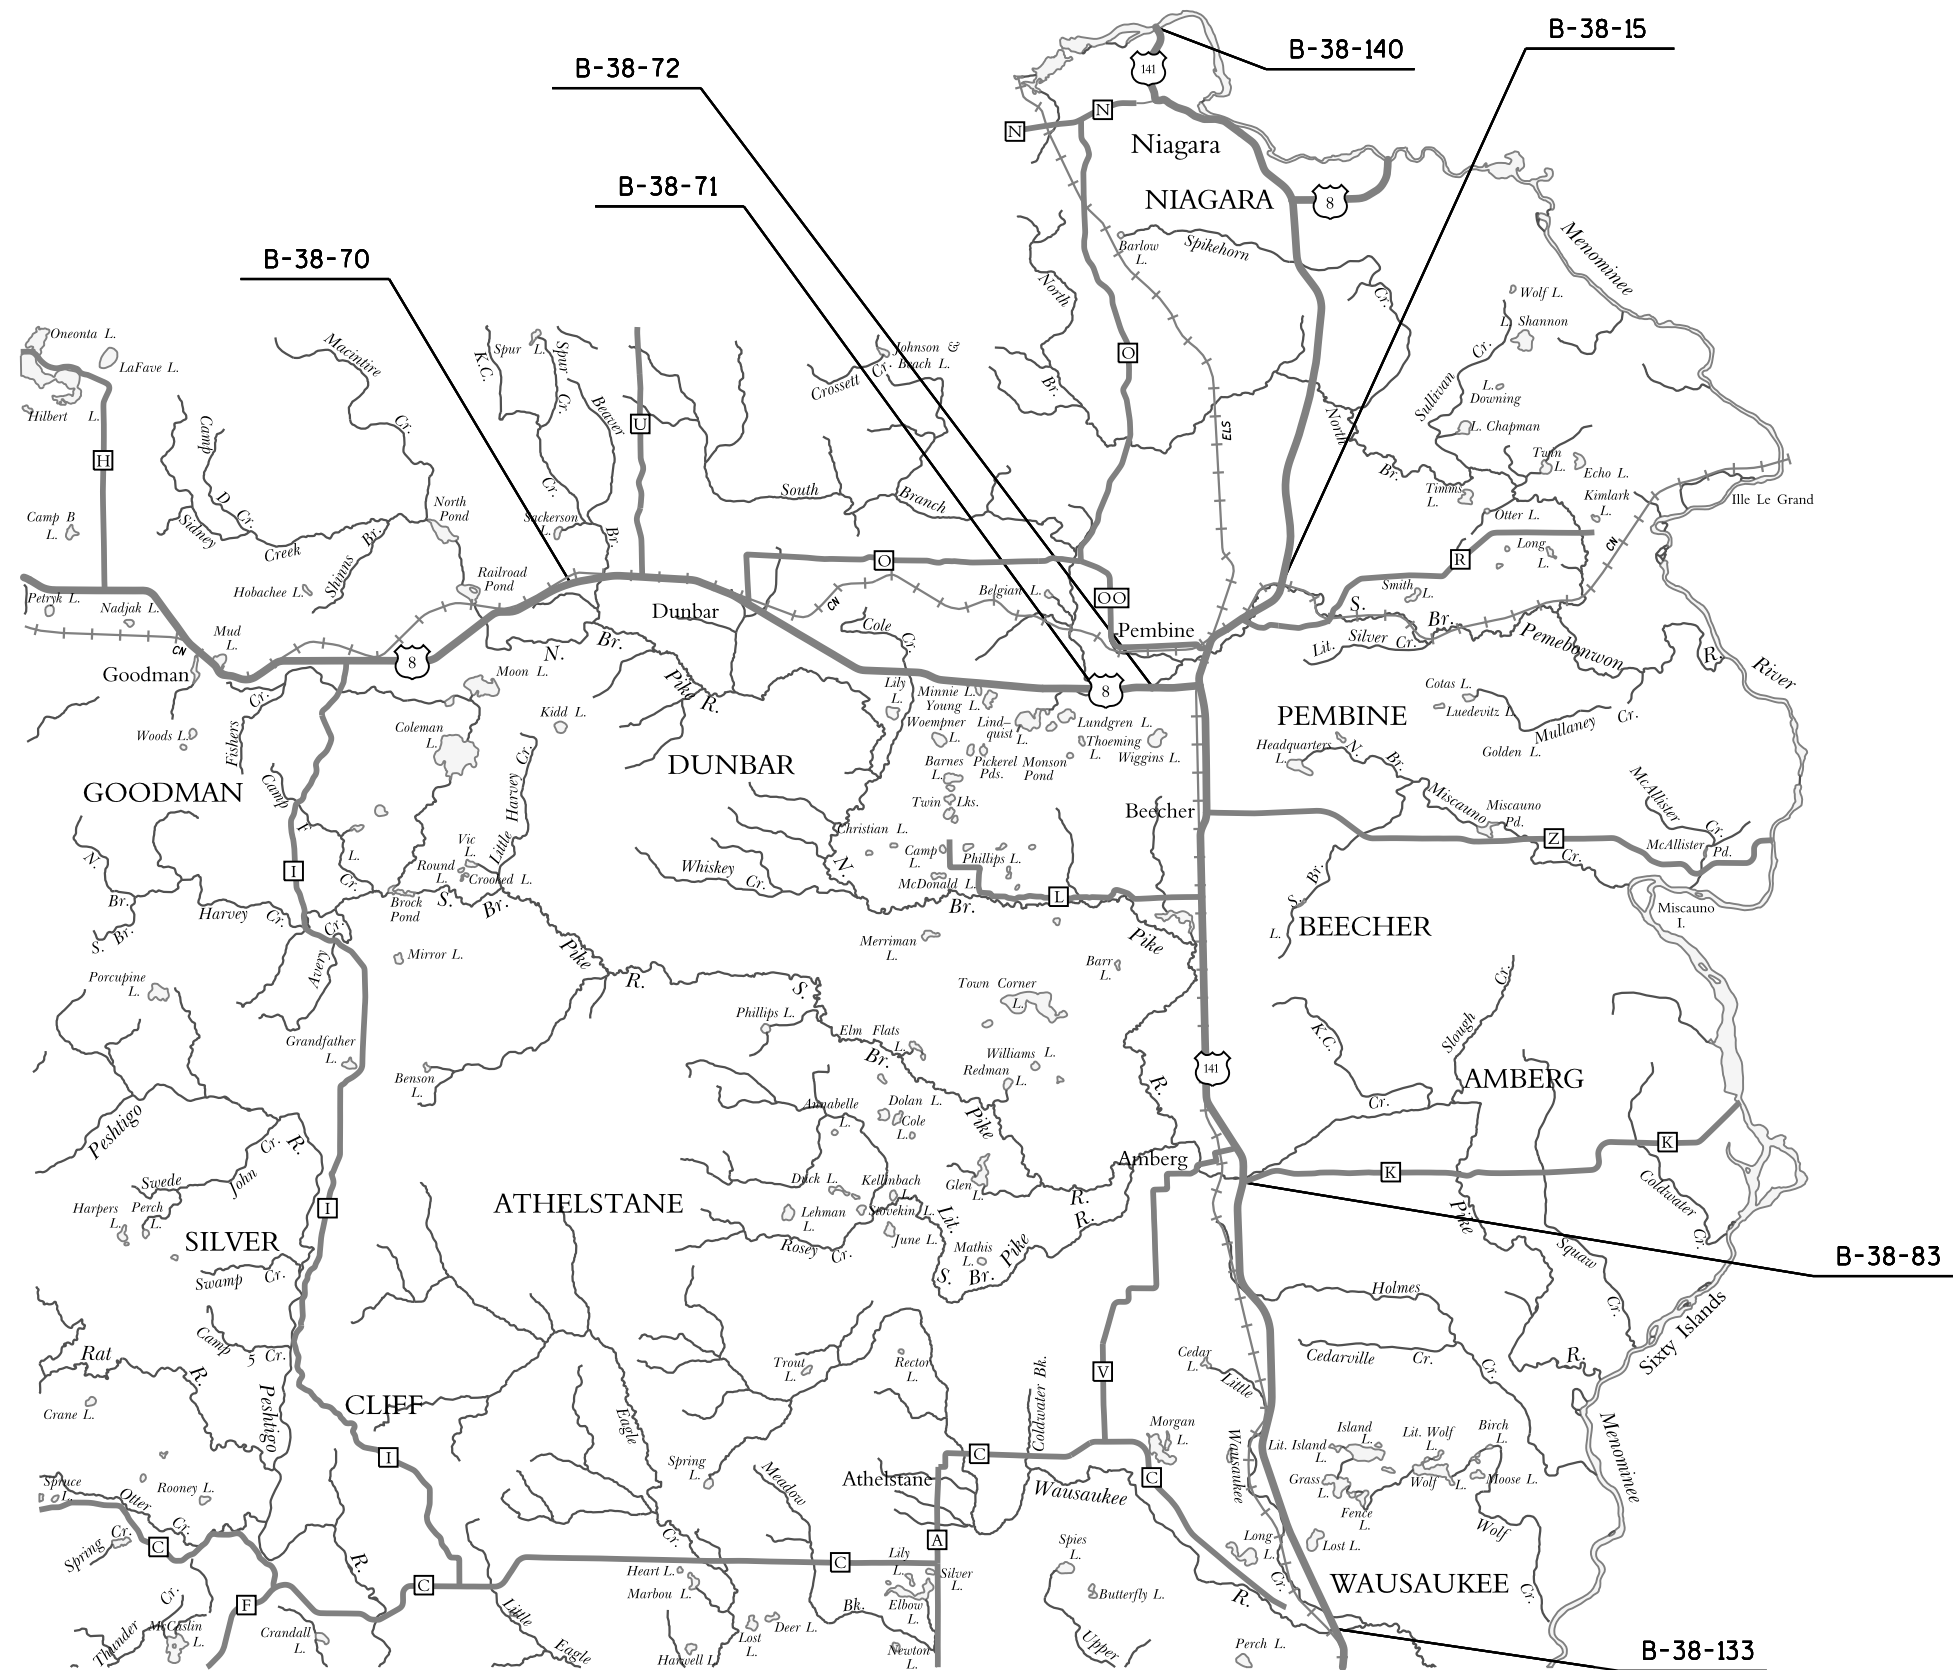 B-38-15
B-38-140
B-38-72
141
N
N
Niagara
B-38-71
NIAGARA
8
Menominee
Barlow
L.
Spikehorn
Cr.
B-38-70
North
Br.
Wolf L.
L. Shannon
Oneonta L.
LaFave L.
Hilbert L.
Macintire
Cr.
K.C.
Spur L.
Spur
Cr.
Beaver
Cr.
Br.
U
Johnson &
Beach L.
Crossett Cr.
O
ELS
North
Br.
Sullivan
Cr.
L.
Downing
L. Chapman
Twin
L.
Echo L.
Timms
L.
Kimlark
L.
Ille Le Grand
H
Camp
D
Cr.
Sidney
Creek
Shinns
Br.
Camp B
L.
North
Pond
Sackerson
L.
South
Branch
Otter L.
Long
L.
CN
R
Smith
L.
O
OO
Hobachee L.
Railroad
Pond
Petryk L.
Nadjak L.
Mud
L.
CN
Goodman
Dunbar
CN
Belgian L.
Pembine
Cole
Cr.
S.
Br.
Lit.
Silver Cr.
Pemebonwon
R.
River
8
N.
Br.
Pike
R.
Moon L.
Kidd L.
Fishers
Cr.
Woods L.
Coleman
L.
Lily
L.
Minnie L.
Young L.
8
Woempner
L.
Lind-
quist L.
Lundgren L.
Thoeming
L.
Wiggins L.
Barnes
L.
Pickerel
Pds.
Monson
Pond
Twin Lks.
PEMBINE
Cotas L.
Luedevitz L.
Mullaney
Cr.
Golden L.
Headquarters
L.
N.
Br.
Miscauno
Miscauno
Pd.
Cr.
McAllister
Cr.
McAllister
Pd.
DUNBAR
GOODMAN
Camp
F
L.
Cr.
Little Harvey Cr.
Beecher
Z
Christian L.
Camp
L.
Phillips L.
McDonald L.
L
N.
Br.
Pike
Whiskey
Cr.
Vic
L.
Round
L.
Crooked L.
I
N.
Br.
S. Br.
Harvey
Cr.
Avery
Cr.
Brock
Pond
S.
Br.
Pike
R.
S.
Br.
L.
BEECHER
Miscauno
I.
Mirror L.
Merriman
L.
Barr
L.
Porcupine
L.
Town Corner
L.
Phillips L.
S.
Elm Flats
L.
Br.
Pike
Williams L.
Redman
L.
Grandfather
L.
Benson
L.
K.C.
Cr.
Slough
Cr.
AMBERG
141
R.
Peshtigo
R.
Annabelle
L.
Dolan L.
Cole
L.
Amberg
K
K
Swede
John
Cr.
Harpers
L.
Perch
L.
I
SILVER
Swamp Cr.
ATHELSTANE
Duck L.
Kellinbach
L.
Lehman
L.
Stovekin L.
June L.
Rosey
Cr.
Glen
L.
R.
Lit.
S.
Br.
Pike
R.
Mathis
L.
Pike
Squaw
Cr.
Coldwater
Cr.
B-38-83
Holmes
Sixty Islands
Rat
R.
Camp
5
Cr.
Peshtigo
Crane L.
CLIFF
I
Eagle
Cr.
Trout
L.
Rector
L.
Coldwater Bk.
V
Cedar
L.
Little
Wausaukee
Cr.
Cedarville
Cr.
Cr.
R.
Menominee
Morgan
L.
C
C
Island
L.
Lit. Island
L.
Lit. Wolf
L.
Birch
L.
Grass
L.
Wolf
L.
Moose L.
Fence
L.
Wolf
Cr.
Spruce
L.
Rooney L.
Otter
Cr.
Spring
Cr.
C
Spring
L.
Meadow
Bk.
Athelstane
Wausaukee
R.
Long
L.
Lost L.
WAUSAUKEE
A
C
C
F
R.
Thunder
Cr.
McCaslin
L.
Crandall
L.
Little
Eagle
Heart L.
Marbou L.
Lost
L.
Deer L.
Harwell L.
Lily
L.
Silver
L.
Elbow
L.
Newton
L.
Spies
L.
Butterfly L.
Upper
Perch L.
B-38-133